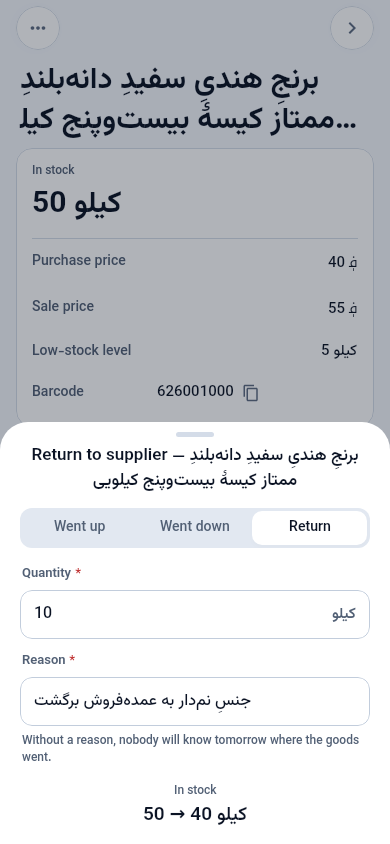 برنجِ هندیِ سفیدِ دانه‌بلندِ
ممتاز کیسهٔ بیست‌وپنج کیل...
In stock
50 کیلو
Purchase price
40 ؋
Sale price
55 ؋
Low-stock level
5 کیلو
Barcode
626001000
Return to supplier — برنجِ هندیِ سفیدِ دانه‌بلندِ
ممتاز کیسهٔ بیست‌وپنج کیلویی
Went up
Went down
Return
Quantity *
10
کیلو
Reason *
جنسِ نم‌دار به عمده‌فروش برگشت
Without a reason, nobody will know tomorrow where the goods
went.
In stock
50 → 40 کیلو